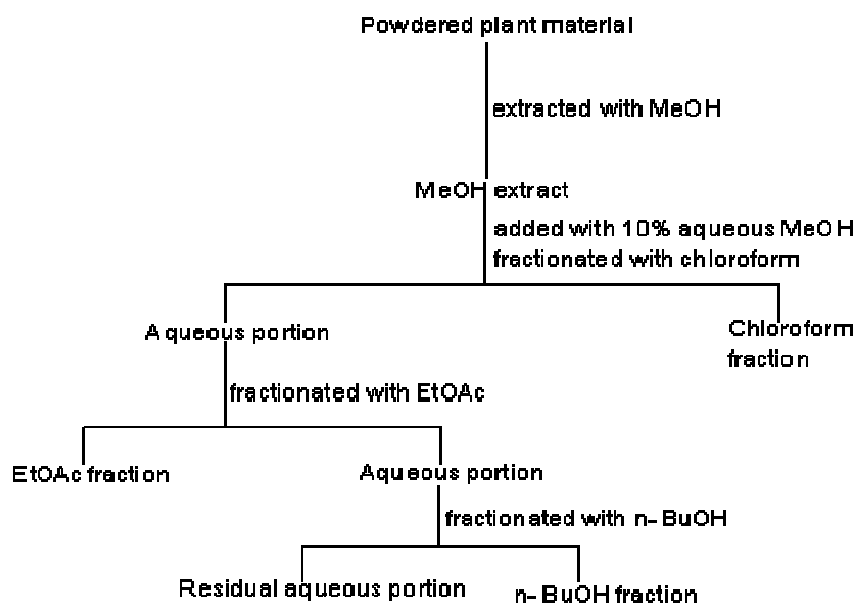 Powdered plant material
extracted with MeOH
MeOH extract
added with 10% aqueous MeOH
fractionated with chloroform
Aqueous portion
Chloroform
fraction
fractionated with EtOAc
EtOAc fraction
Aqueous portion
fractionated with n-BuOH
Residual aqueous portion
n-BuOH fraction